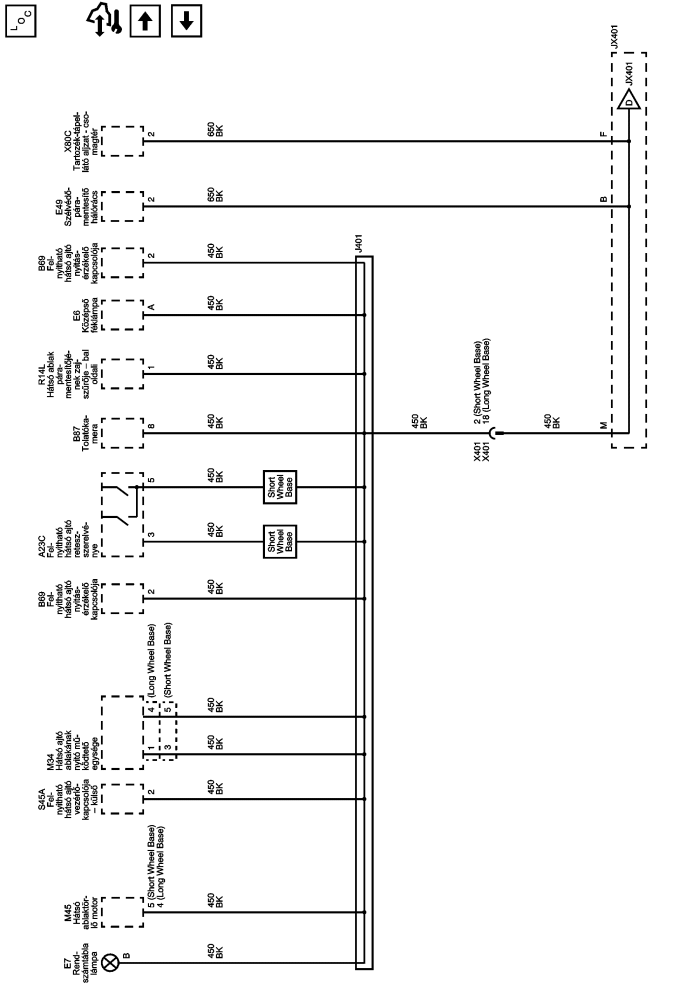 LOC
JX401
JX401
D
X80C
Tartozék-tápel-
látó aljzat - cso-
magtér
2
650
BK
F
E49
Szélvédő-
pára-
mentesítő
hálórács
2
650
BK
B
B69
Fel-
nyitható
hátsó ajtó
nyitás-
érzékelő
kapcsolója
2
450
BK
J401
E6
Középső
féklámpa
A
450
BK
R14L
Hátsó ablak
pára-
mentesítőjé-
nek zaj-
szűrője – bal
oldali
1
450
BK
B87
Tolatóka-
mera
8
450
BK
450
BK
2 (Short Wheel Base)
18 (Long Wheel Base)
X401
X401
450
BK
M
A23C
Fel-
nyitható
hátsó ajtó
retesz-
szerelvé-
nye
5
450
BK
Short
Wheel
Base
3
450
BK
Short
Wheel
Base
B69
Fel-
nyitható
hátsó ajtó
nyitás-
érzékelő
kapcsolója
2
450
BK
M34
Hátsó ajtó
ablakának
nyitó mű-
ködtető
egysége
4 (Long Wheel Base)
5 (Short Wheel Base)
450
BK
1
3
450
BK
S45A
Fel-
nyitható
hátsó ajtó
vezérlő-
kapcsolója
– külső
2
450
BK
M45
Hátsó
ablaktör-
lő motor
5 (Short Wheel Base)
4 (Long Wheel Base)
450
BK
E7
Rend-
számtábla
lámpa
B
450
BK